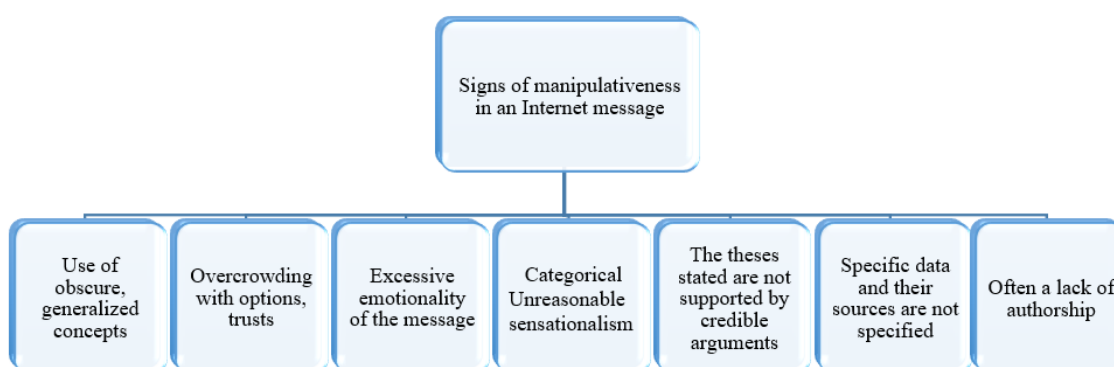 Signs of manipulativeness
in an Internet message
Use of
obscure,
generalized
concepts
Overcrowding
with options,
trusts
Excessive
emotionality
of the message
Categorical
Unreasonable
sensationalism
The theses
stated are not
supported by
credible
arguments
Specific data
and their
sources are not
specified
Often a lack of
authorship